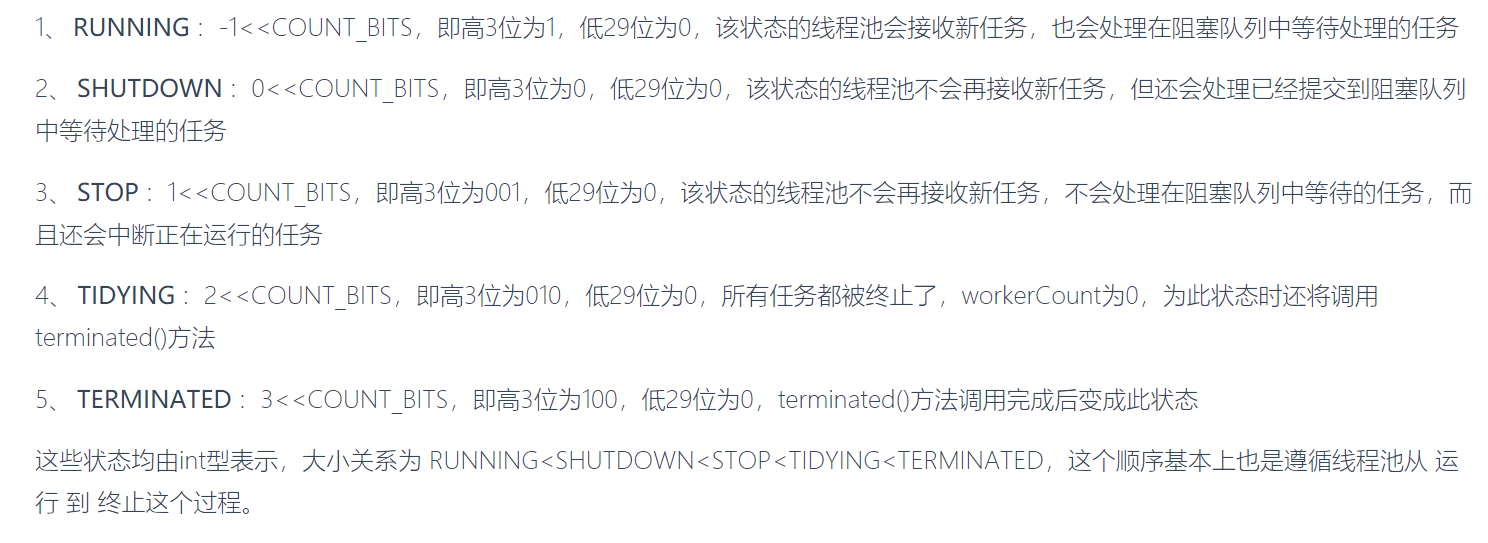 1、 RUNNING ：-1<<COUNT_BITS，即高3位为1，低29位为0，该状态的线程池会接收新任务，也会处理在阻塞队列中等待处理的任务
2、 SHUTDOWN ：0<<COUNT_BITS，即高3位为0，低29位为0，该状态的线程池不会再接收新任务，但还会处理已经提交到阻塞队列
中等待处理的任务
3、 STOP ：1<<COUNT_BITS，即高3位为001，低29位为0，该状态的线程池不会再接收新任务，不会处理在阻塞队列中等待的任务，而
且还会中断正在运行的任务
4、 TIDYING ：2<<COUNT_BITS，即高3位为010，低29位为0，所有任务都被终止了，workerCount为0，为此状态时还将调用
terminated()方法
5、 TERMINATED ：3<<COUNT_BITS，即高3位为100，低29位为0，terminated()方法调用完成后变成此状态
这些状态均由int型表示，大小关系为 RUNNING<SHUTDOWN<STOP<TIDYING<TERMINATED，这个顺序基本上也是遵循线程池从 运
行 到 终止这个过程。